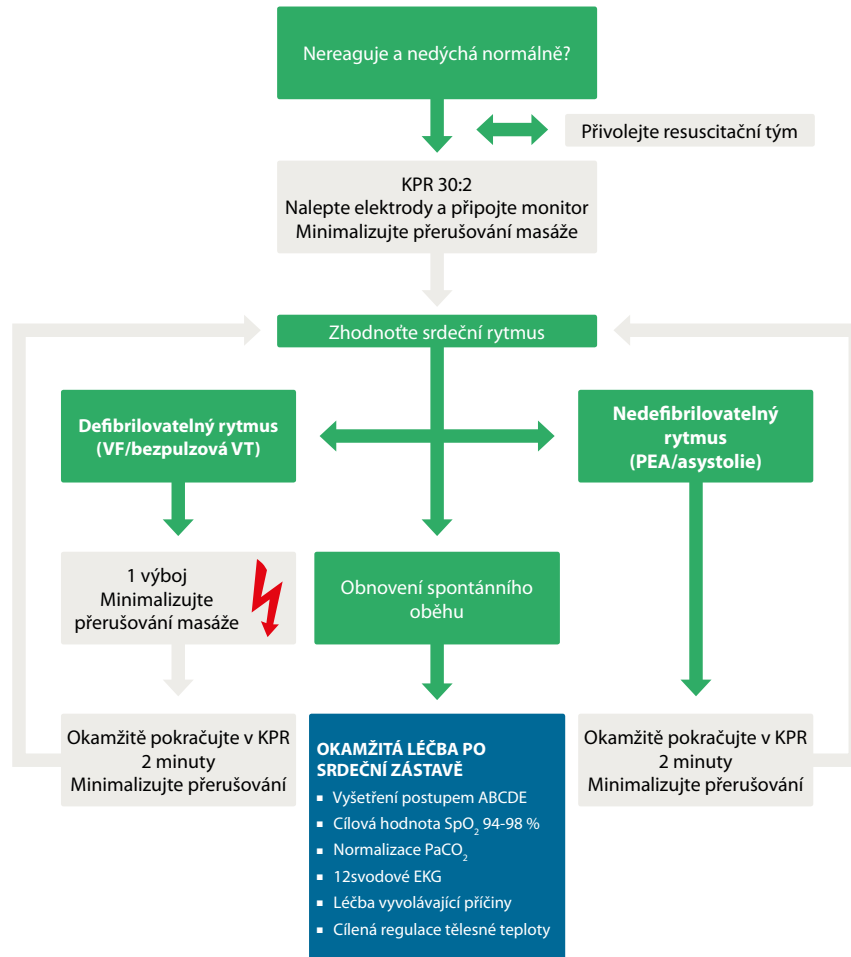 Nereaguje a nedýchá normálně?
Přivolejte resuscitační tým
KPR 30:2
Nalepte elektrody a připojte monitor
Minimalizujte přerušování masáže
Zhodnoťte srdeční rytmus
Defibrilovatelný rytmus
(VF/bezpulzová VT)
Nedefibrilovatelný
rytmus
(PEA/asystolie)
1 výboj
Minimalizujte
přerušování masáže
Obnovení spontánního
oběhu
Okamžitě pokračujte v KPR
2 minuty
Minimalizujte přerušování
OKAMŽITÁ LÉČBA PO
SRDEČNÍ ZÁSTAVĚ
▪ Vyšetření postupem ABCDE
▪ Cílová hodnota SpO₂ 94-98 %
▪ Normalizace PaCO₂
▪ 12svodové EKG
▪ Léčba vyvolávající příčiny
▪ Cílená regulace tělesné teploty
Okamžitě pokračujte v KPR
2 minuty
Minimalizujte přerušování